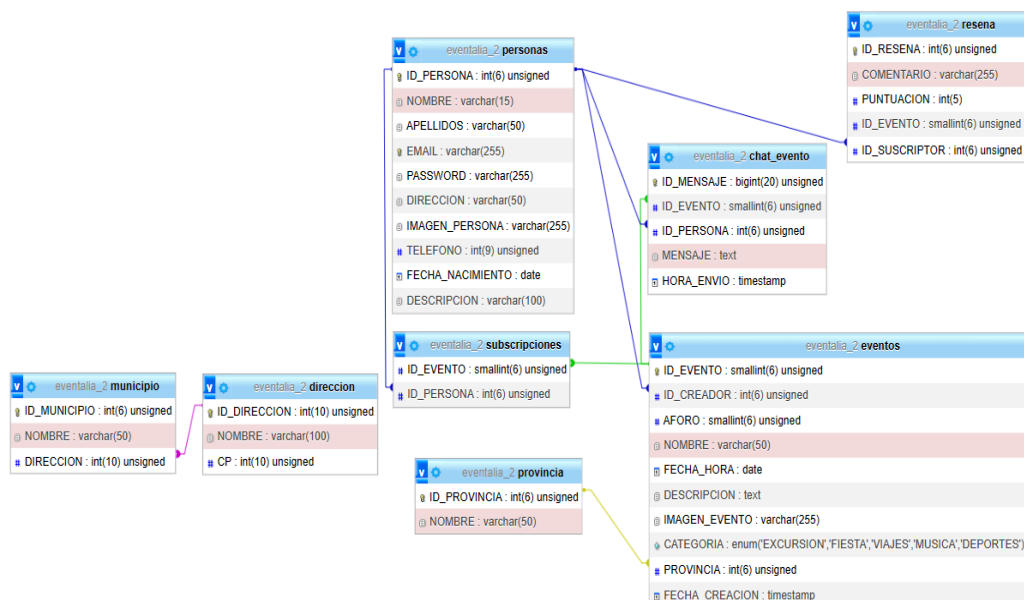 eventalia_2 resena
ID_RESENA : int(6) unsigned
COMENTARIO : varchar(255)
PUNTUACION : int(5)
ID_EVENTO : smallint(6) unsigned
ID_SUSCRIPTOR : int(6) unsigned
eventalia_2 personas
ID_PERSONA : int(6) unsigned
NOMBRE : varchar(15)
APELLIDOS : varchar(50)
EMAIL : varchar(255)
PASSWORD : varchar(255)
DIRECCION : varchar(50)
IMAGEN_PERSONA : varchar(255)
TELEFONO : int(9) unsigned
FECHA_NACIMIENTO : date
DESCRIPCION : varchar(100)
eventalia_2 chat_evento
ID_MENSAJE : bigint(20) unsigned
ID_EVENTO : smallint(6) unsigned
ID_PERSONA : int(6) unsigned
MENSAJE : text
HORA_ENVIO : timestamp
eventalia_2 subscripciones
ID_EVENTO : smallint(6) unsigned
ID_PERSONA : int(6) unsigned
eventalia_2 eventos
ID_EVENTO : smallint(6) unsigned
ID_CREADOR : int(6) unsigned
AFORO : smallint(6) unsigned
NOMBRE : varchar(50)
FECHA_HORA : date
DESCRIPCION : text
IMAGEN_EVENTO : varchar(255)
CATEGORIA : enum('EXCURSION','FIESTA','VIAJES','MUSICA','DEPORTES')
PROVINCIA : int(6) unsigned
FECHA_CREACION : timestamp
eventalia_2 municipio
ID_MUNICIPIO : int(6) unsigned
NOMBRE : varchar(50)
DIRECCION : int(10) unsigned
eventalia_2 direccion
ID_DIRECCION : int(10) unsigned
NOMBRE : varchar(100)
CP : int(10) unsigned
eventalia_2 provincia
ID_PROVINCIA : int(6) unsigned
NOMBRE : varchar(50)